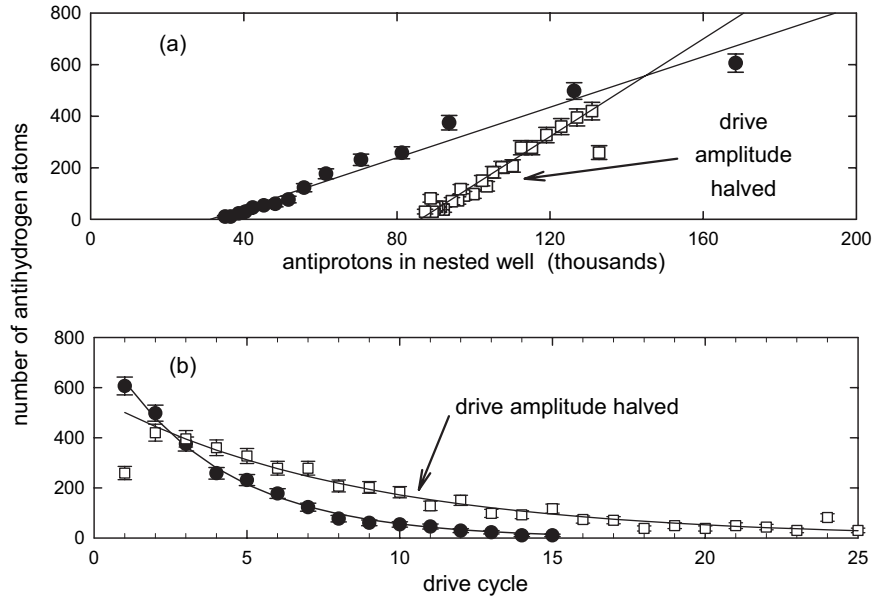 number of antihydrogen atoms
800
600
400
200
0
(a)
drive
amplitude
halved
0 40 80 120 160 200
antiprotons in nested well (thousands)
800
600
400
200
0
(b)
drive amplitude halved
0 5 10 15 20 25
drive cycle